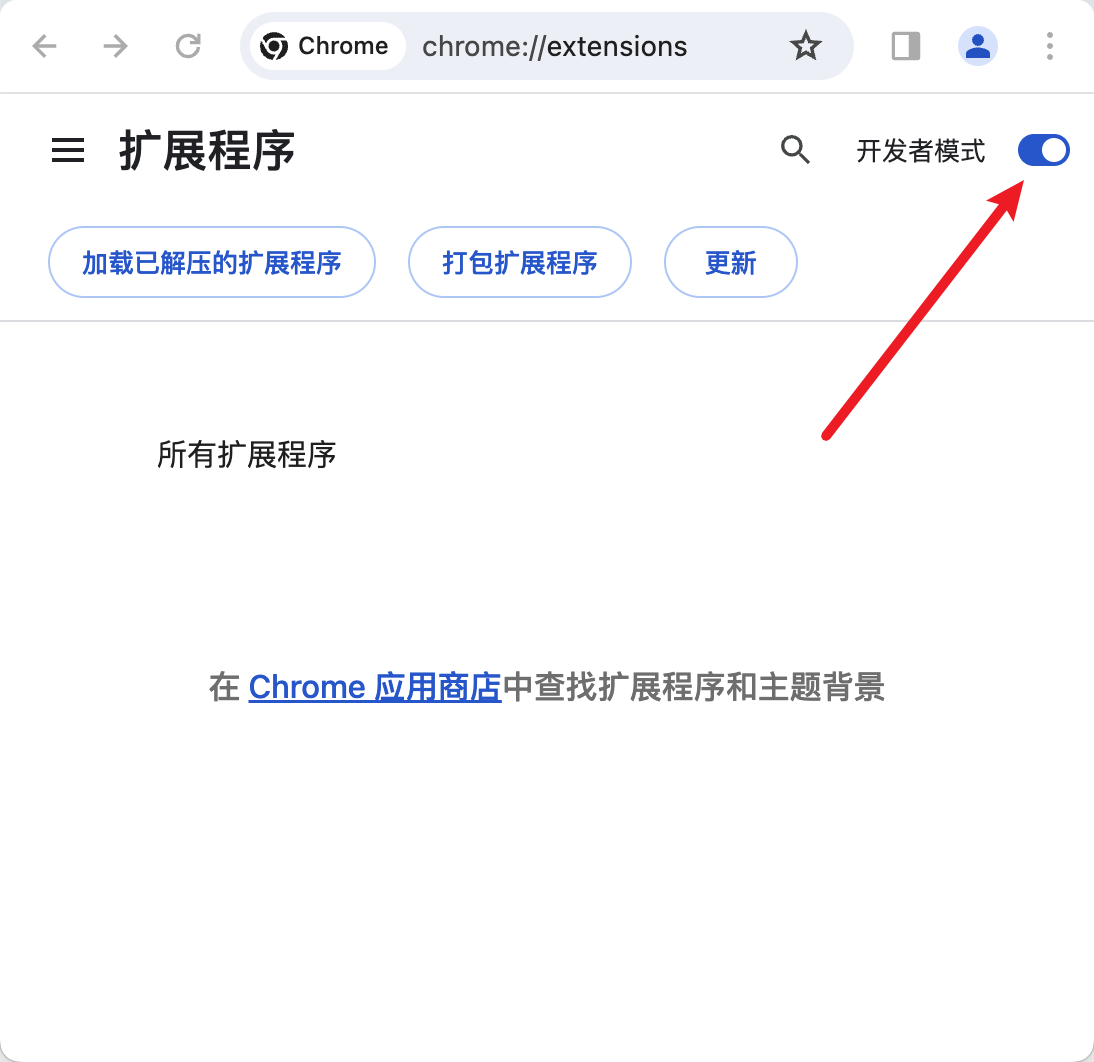 Chrome chrome://extensions
扩展程序 开发者模式
加载已解压的扩展程序 打包扩展程序 更新
所有扩展程序
在 Chrome 应用商店中查找扩展程序和主题背景